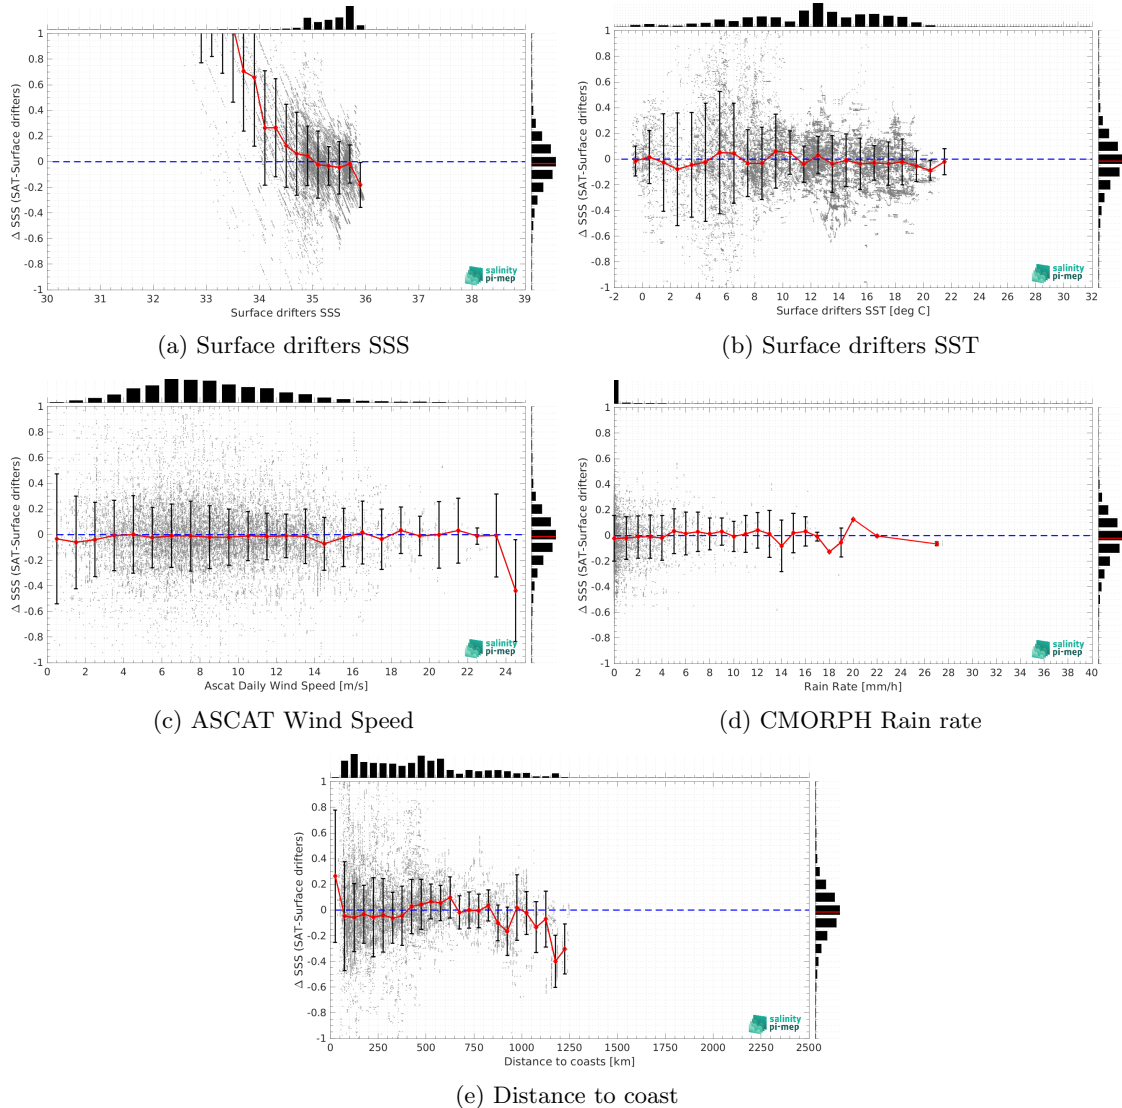 Δ SSS (SAT-Surface drifters)
1
0.8
0.6
0.4
0.2
0
-0.2
-0.4
-0.6
-0.8
-1
30 31 32 33 34 35 36 37 38 39
Surface drifters SSS
salinity
pi-mep
(a) Surface drifters SSS
Δ SSS (SAT-Surface drifters)
1
0.8
0.6
0.4
0.2
0
-0.2
-0.4
-0.6
-0.8
-1
-2 0 2 4 6 8 10 12 14 16 18 20 22 24 26 28 30 32
Surface drifters SST [deg C]
salinity
pi-mep
(b) Surface drifters SST
Δ SSS (SAT-Surface drifters)
1
0.8
0.6
0.4
0.2
0
-0.2
-0.4
-0.6
-0.8
-1
0 2 4 6 8 10 12 14 16 18 20 22 24
Ascat Daily Wind Speed [m/s]
salinity
pi-mep
(c) ASCAT Wind Speed
Δ SSS (SAT-Surface drifters)
1
0.8
0.6
0.4
0.2
0
-0.2
-0.4
-0.6
-0.8
-1
0 2 4 6 8 10 12 14 16 18 20 22 24 26 28 30 32 34 36 38 40
Rain Rate [mm/h]
salinity
pi-mep
(d) CMORPH Rain rate
Δ SSS (SAT-Surface drifters)
1
0.8
0.6
0.4
0.2
0
-0.2
-0.4
-0.6
-0.8
-1
0 250 500 750 1000 1250 1500 1750 2000 2250 2500
Distance to coasts [km]
salinity
pi-mep
(e) Distance to coast